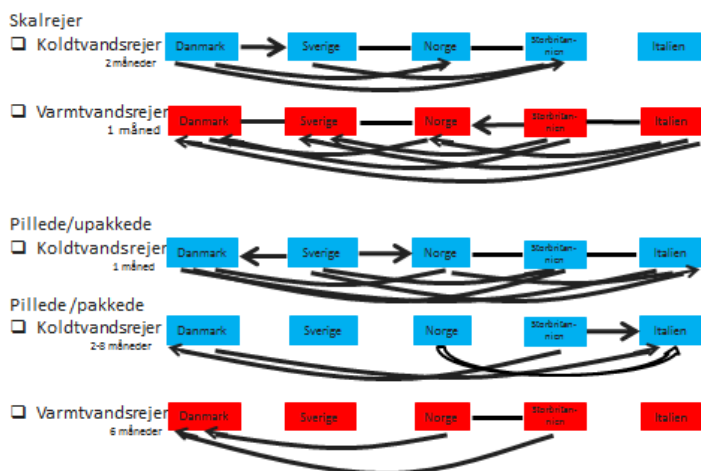 Skalrejer
Koldtvandsrejer
2 måneder
Danmark Sverige Norge Storbritan-
nien Italien
Varmtvandsrejer
1 måned
Danmark Sverige Norge Storbritan-
nien Italien
Pillede/upakkede
Koldtvandsrejer
1 måned
Danmark Sverige Norge Storbritan-
nien Italien
Pillede/pakkede
Koldtvandsrejer
2-8 måneder
Danmark Sverige Norge Storbritan-
nien Italien
Varmtvandsrejer
6 måneder
Danmark Sverige Norge Storbritan-
nien Italien